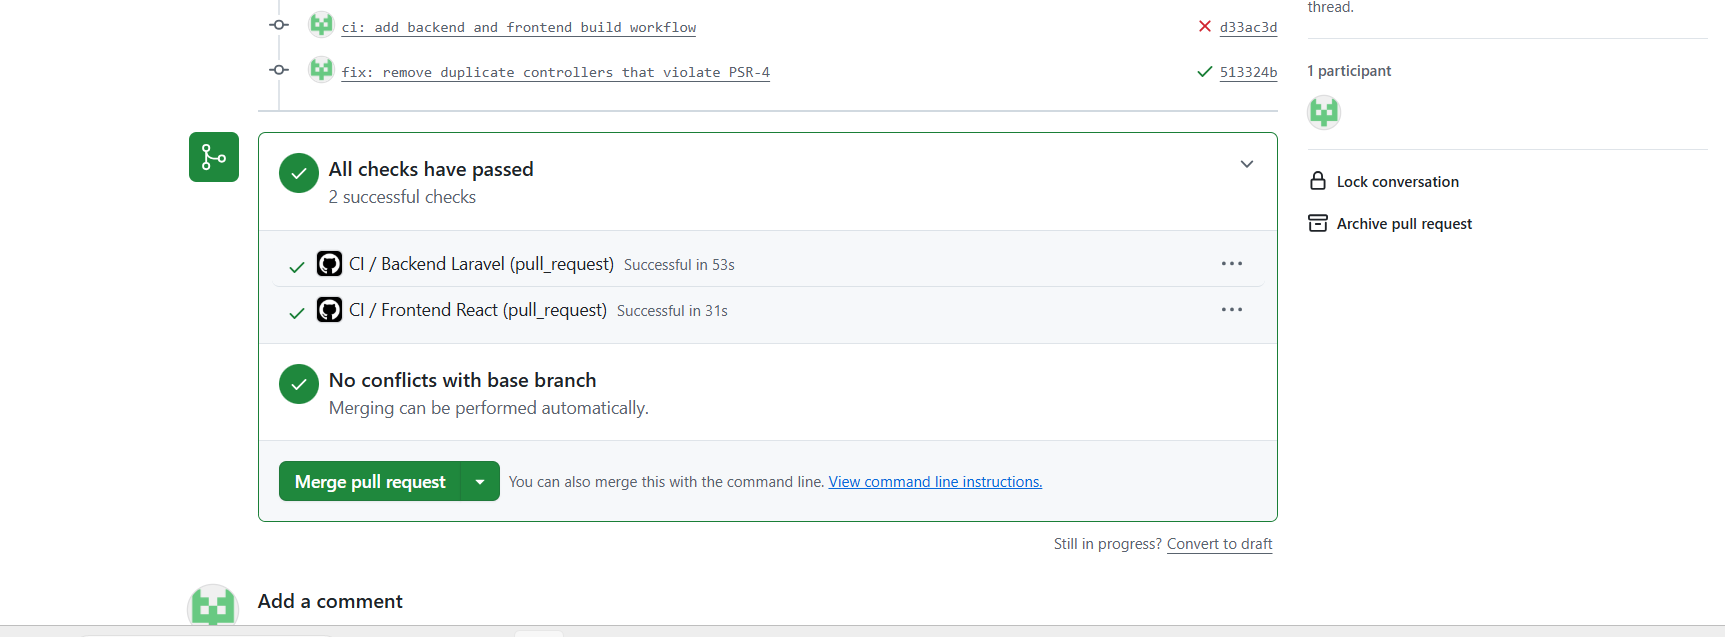 thread.
ci: add backend and frontend build workflow d33ac3d
fix: remove duplicate controllers that violate PSR-4 513324b
1 participant
All checks have passed
2 successful checks
Lock conversation
Archive pull request
CI / Backend Laravel (pull_request) Successful in 53s
CI / Frontend React (pull_request) Successful in 31s
No conflicts with base branch
Merging can be performed automatically.
Merge pull request You can also merge this with the command line. View command line instructions.
Still in progress? Convert to draft
Add a comment